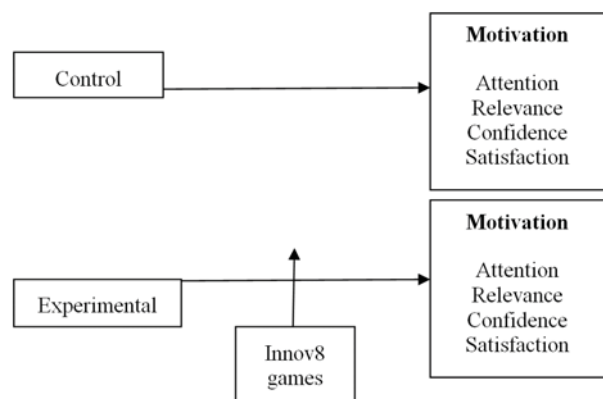 Control
Motivation
Attention
Relevance
Confidence
Satisfaction
Experimental
Innov8
games
Motivation
Attention
Relevance
Confidence
Satisfaction